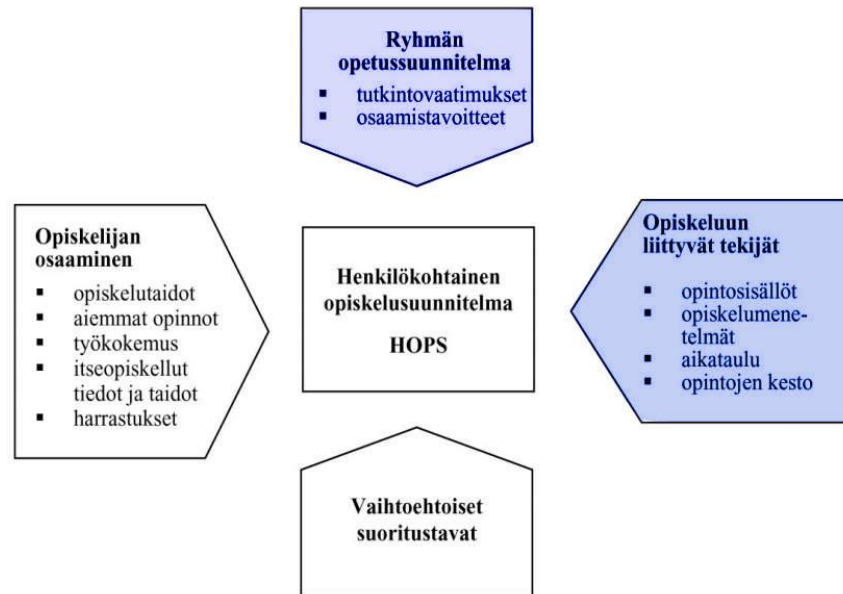 Ryhmän
opetussuunnitelma
▪ tutkintovaatimukset
▪ osaamistavoitteet
Opiskelijan
osaaminen
▪ opiskelutaidot
▪ aiemmat opinnot
▪ työkokemus
▪ itseopiskellut
tiedot ja taidot
▪ harrastukset
Henkilökohtainen
opiskelusuunnitelma
HOPS
Opiskeluun
liittyvät tekijät
▪ opintosisällöt
▪ opiskelumene-
telmät
▪ aikataulu
▪ opintojen kesto
Vaihtoehtoiset
suoritustavat